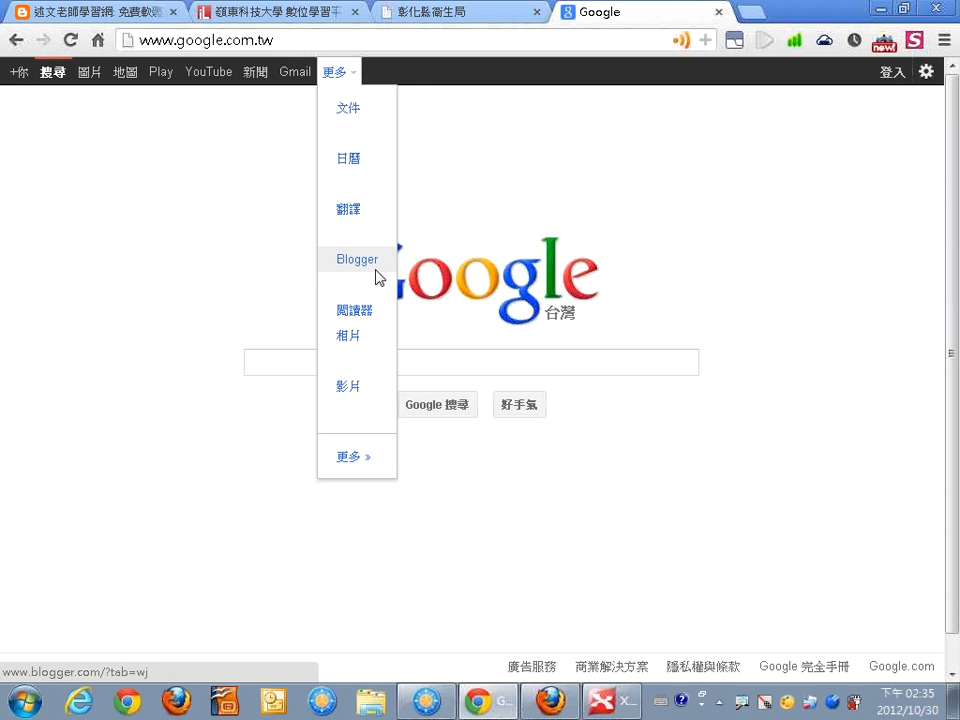 述文老師學習網: 免費軟體
嶺東科技大學 數位學習平
彰化縣衛生局
Google
www.google.com.tw
now!
+你 搜尋 圖片 地圖 Play YouTube 新聞 Gmail 更多 登入
文件
日曆
翻譯
Blogger
閱讀器
相片
影片
更多 »
Google
台灣
Google 搜尋 好手氣
廣告服務 商業解決方案 隱私權與條款 Google 完全手冊 Google.com
www.blogger.com/?tab=wj
G...
X...
下午 02:35
2012/10/30